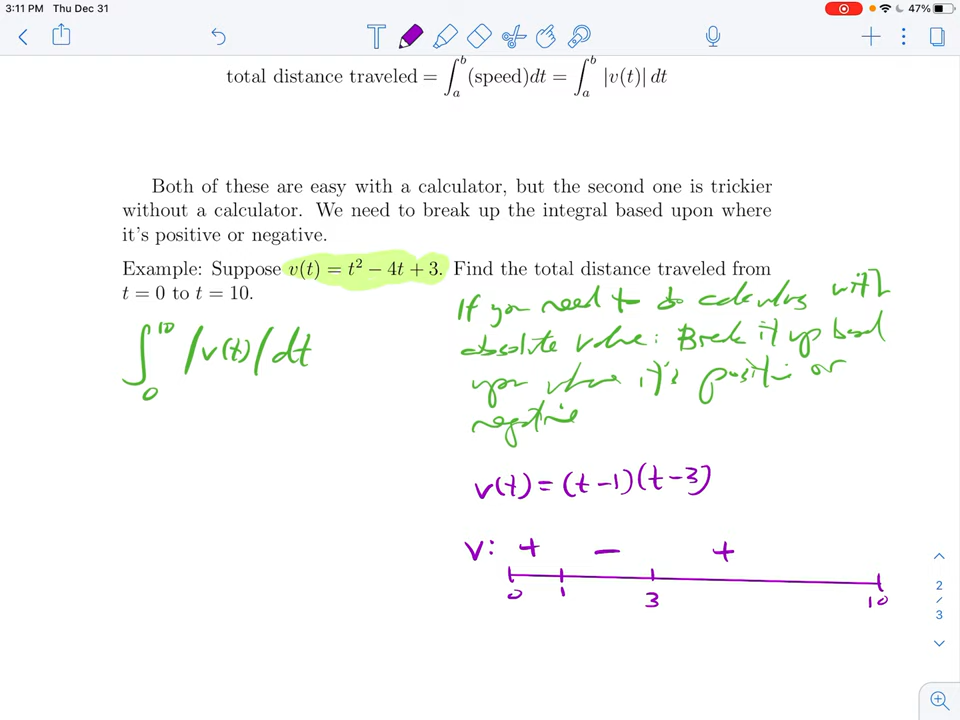 3:11 PM Thu Dec 31
47%
total distance traveled = ∫_a^b (speed)dt = ∫_a^b |v(t)| dt
Both of these are easy with a calculator, but the second one is trickier
without a calculator. We need to break up the integral based upon where
it's positive or negative.
Example: Suppose v(t) = t² − 4t + 3. Find the total distance traveled from
t = 0 to t = 10.
∫_0^10 |v(t)| dt
If you need to do calculus with
absolute value: Break it up based
upon where it's positive or
negative
v(t) = (t−1)(t−3)
v: + − +
0 1 3 10
2
/
3